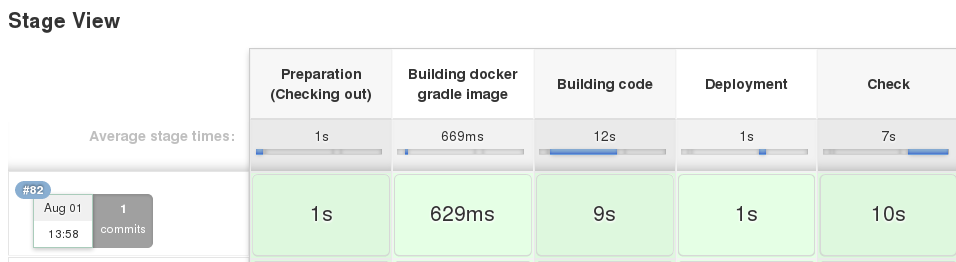 Stage View
Preparation
(Checking out)
Building docker
gradle image
Building code
Deployment
Check
Average stage times:
1s
669ms
12s
1s
7s
#82
Aug 01
13:58
1
commits
1s
629ms
9s
1s
10s